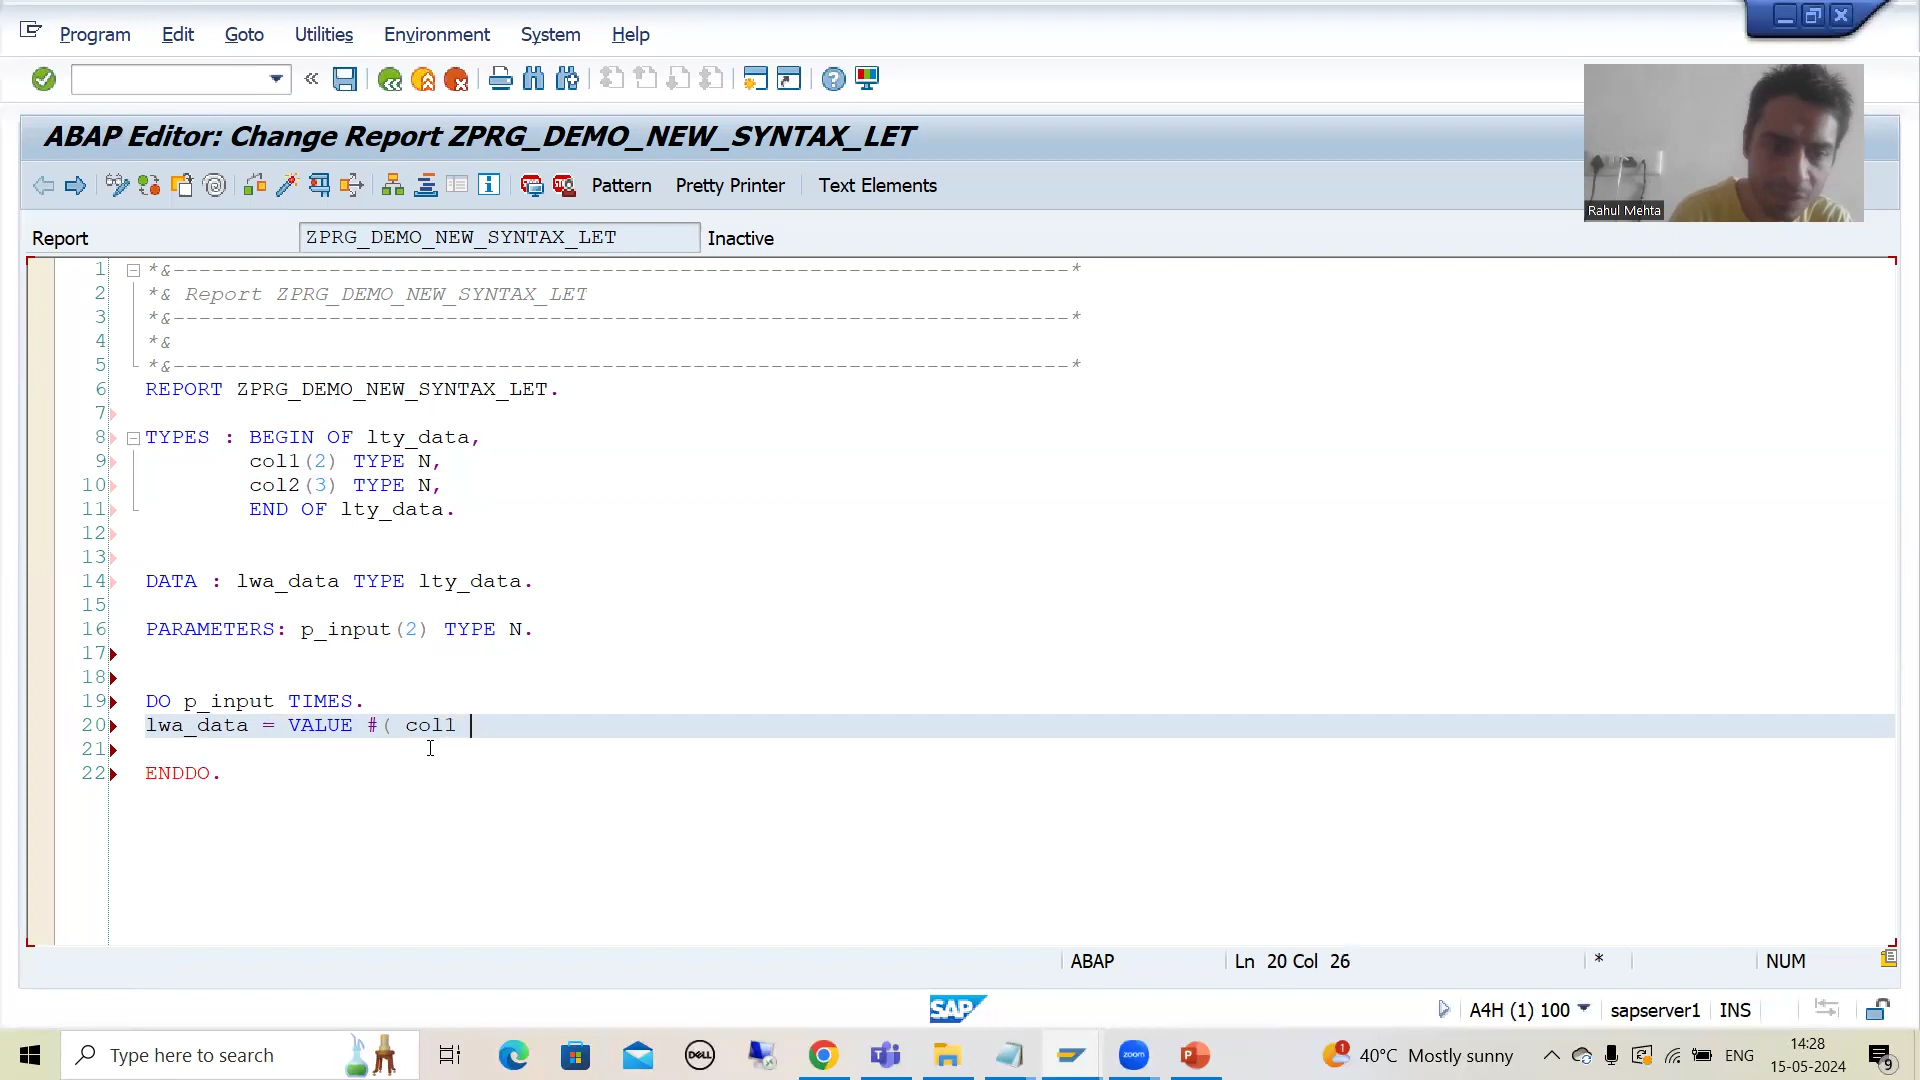 Program Edit Goto Utilities Environment System Help
ABAP Editor: Change Report ZPRG_DEMO_NEW_SYNTAX_LET
Pattern Pretty Printer Text Elements
Rahul Mehta
Report ZPRG_DEMO_NEW_SYNTAX_LET Inactive
1 *&---------------------------------------------------------------------*
2 *& Report ZPRG_DEMO_NEW_SYNTAX_LET
3 *&---------------------------------------------------------------------*
4 *&
5 *&---------------------------------------------------------------------*
6 REPORT ZPRG_DEMO_NEW_SYNTAX_LET.
7
8 TYPES : BEGIN OF lty_data,
9 col1(2) TYPE N,
10 col2(3) TYPE N,
11 END OF lty_data.
12
13
14 DATA : lwa_data TYPE lty_data.
15
16 PARAMETERS: p_input(2) TYPE N.
17
18
19 DO p_input TIMES.
20 lwa_data = VALUE #( col1
21
22 ENDDO.
ABAP Ln 20 Col 26 * NUM
SAP A4H (1) 100 sapserver1 INS
Type here to search DELL zoom 40°C Mostly sunny ENG 14:28
15-05-2024 9